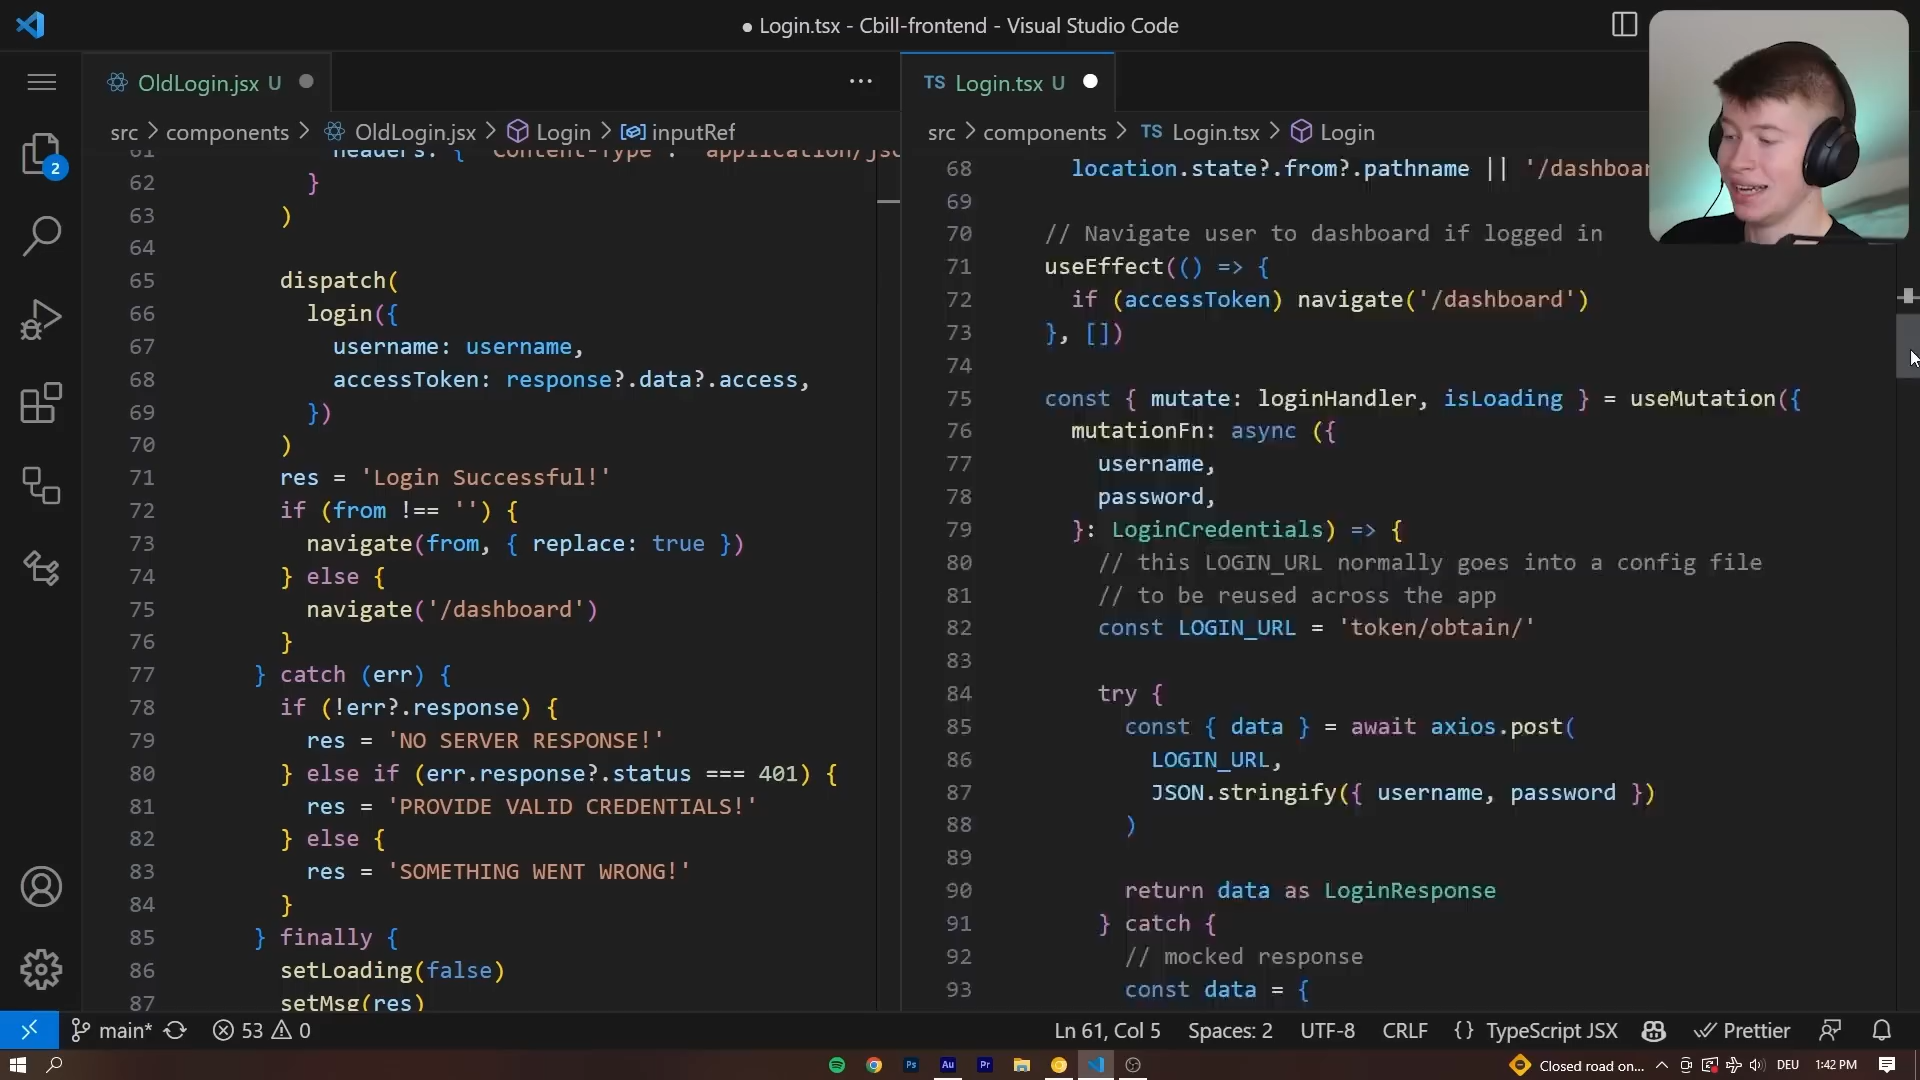 ● Login.tsx - Cbill-frontend - Visual Studio Code
OldLogin.jsx U
···
src > components > OldLogin.jsx > Login > inputRef
61 headers: { 'Content-Type': 'application/jso
62 }
63 )
64
65 dispatch(
66 login({
67 username: username,
68 accessToken: response?.data?.access,
69 })
70 )
71 res = 'Login Successful!'
72 if (from !== '') {
73 navigate(from, { replace: true })
74 } else {
75 navigate('/dashboard')
76 }
77 } catch (err) {
78 if (!err?.response) {
79 res = 'NO SERVER RESPONSE!'
80 } else if (err.response?.status === 401) {
81 res = 'PROVIDE VALID CREDENTIALS!'
82 } else {
83 res = 'SOMETHING WENT WRONG!'
84 }
85 } finally {
86 setLoading(false)
87 setMsg(res)
TS Login.tsx U
src > components > TS Login.tsx > Login
68 location.state?.from?.pathname || '/dashboar
69
70 // Navigate user to dashboard if logged in
71 useEffect(() => {
72 if (accessToken) navigate('/dashboard')
73 }, [])
74
75 const { mutate: loginHandler, isLoading } = useMutation({
76 mutationFn: async ({
77 username,
78 password,
79 }: LoginCredentials) => {
80 // this LOGIN_URL normally goes into a config file
81 // to be reused across the app
82 const LOGIN_URL = 'token/obtain/'
83
84 try {
85 const { data } = await axios.post(
86 LOGIN_URL,
87 JSON.stringify({ username, password })
88 )
89
90 return data as LoginResponse
91 } catch {
92 // mocked response
93 const data = {
2
main* 53 0
Ln 61, Col 5 Spaces: 2 UTF-8 CRLF {} TypeScript JSX Prettier
Ps Au Pr
Closed road on... DEU 1:42 PM